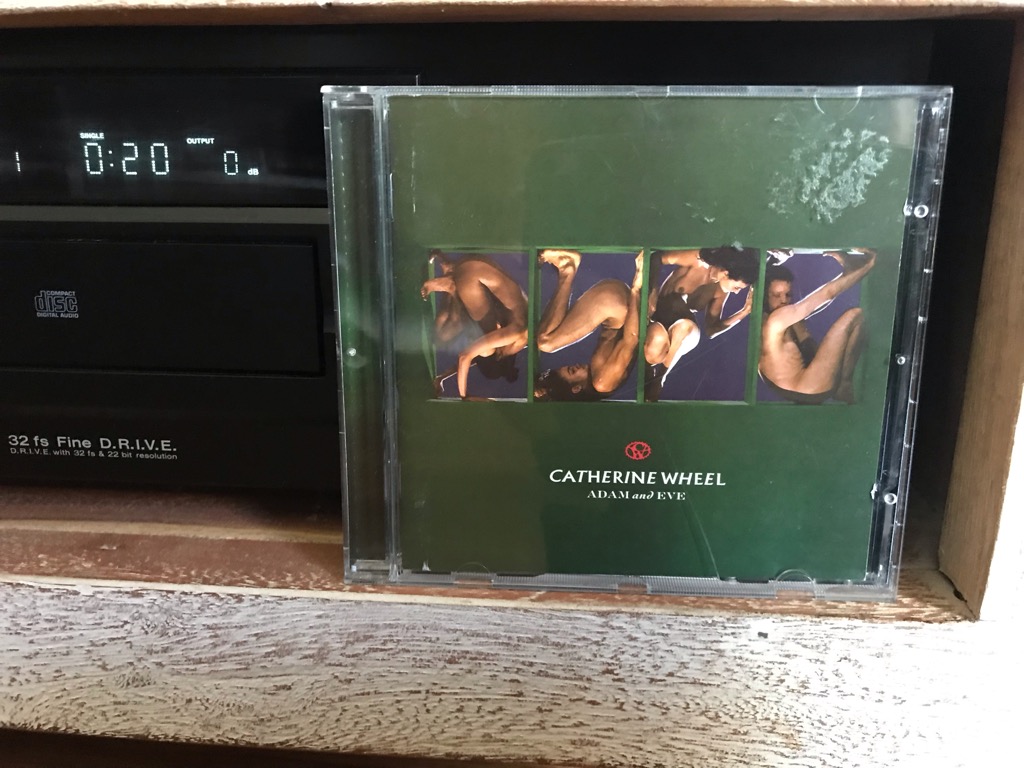 SINGLE
OUTPUT
1
0:20
0 dB
COMPACT
disc
DIGITAL AUDIO
32 fs Fine D.R.I.V.E.
D.R.I.V.E. with 32 fs & 22 bit resolution
CATHERINE WHEEL
ADAM and EVE